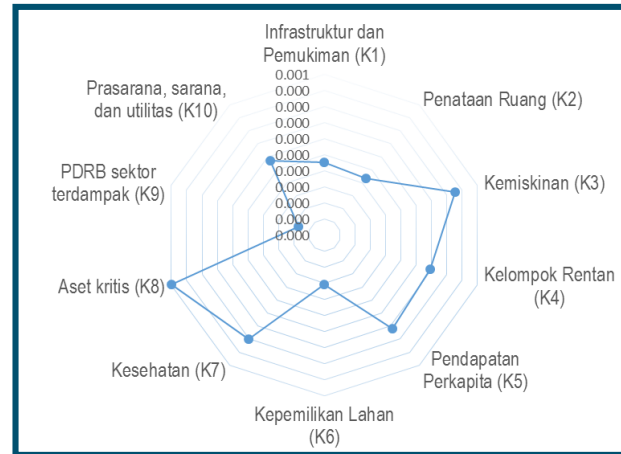 Infrastruktur dan
Pemukiman (K1)
0.001
0.000
0.000
0.000
0.000
0.000
0.000
0.000
0.000
0.000
0.000
Penataan Ruang (K2)
Kemiskinan (K3)
Kelompok Rentan
(K4)
Pendapatan
Perkapita (K5)
Kepemilikan Lahan
(K6)
Kesehatan (K7)
Aset kritis (K8)
PDRB sektor
terdampak (K9)
Prasarana, sarana,
dan utilitas (K10)